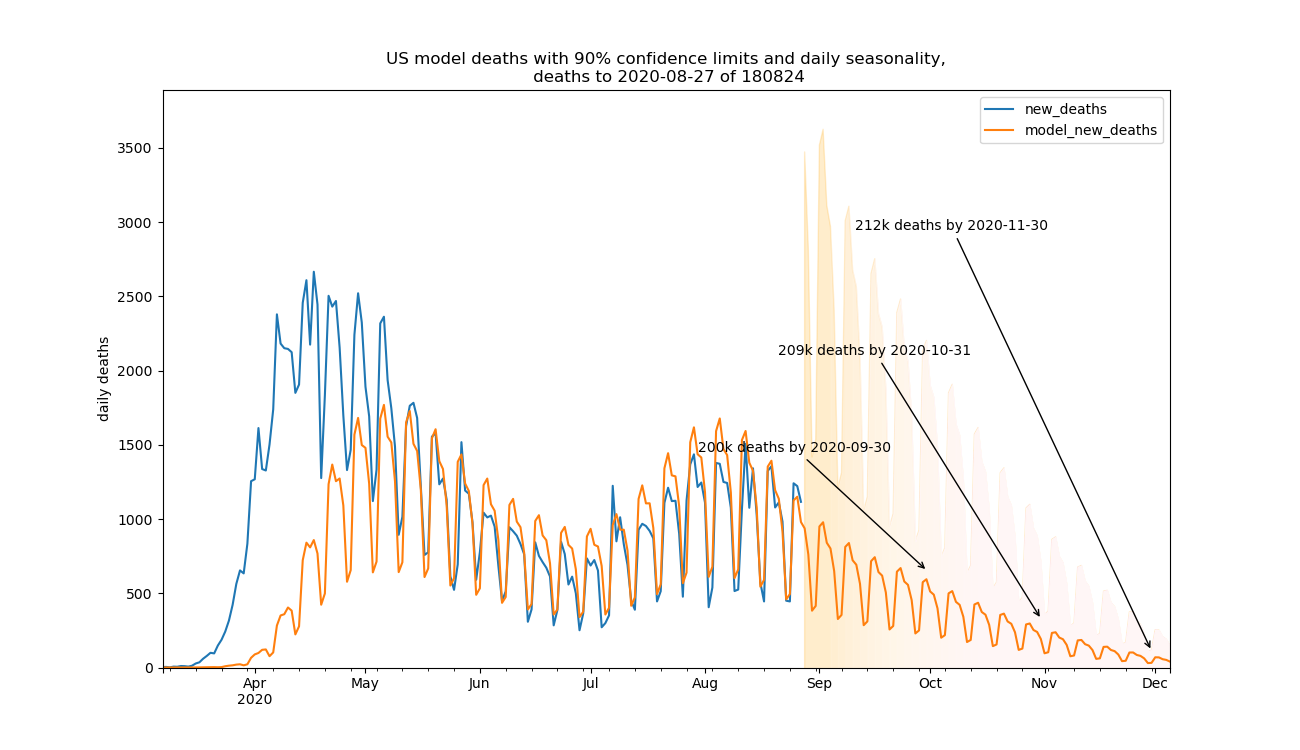 US model deaths with 90% confidence limits and daily seasonality,
deaths to 2020-08-27 of 180824
new_deaths
model_new_deaths
daily deaths
3500
3000
2500
2000
1500
1000
500
0
212k deaths by 2020-11-30
209k deaths by 2020-10-31
200k deaths by 2020-09-30
Apr
2020
May
Jun
Jul
Aug
Sep
Oct
Nov
Dec